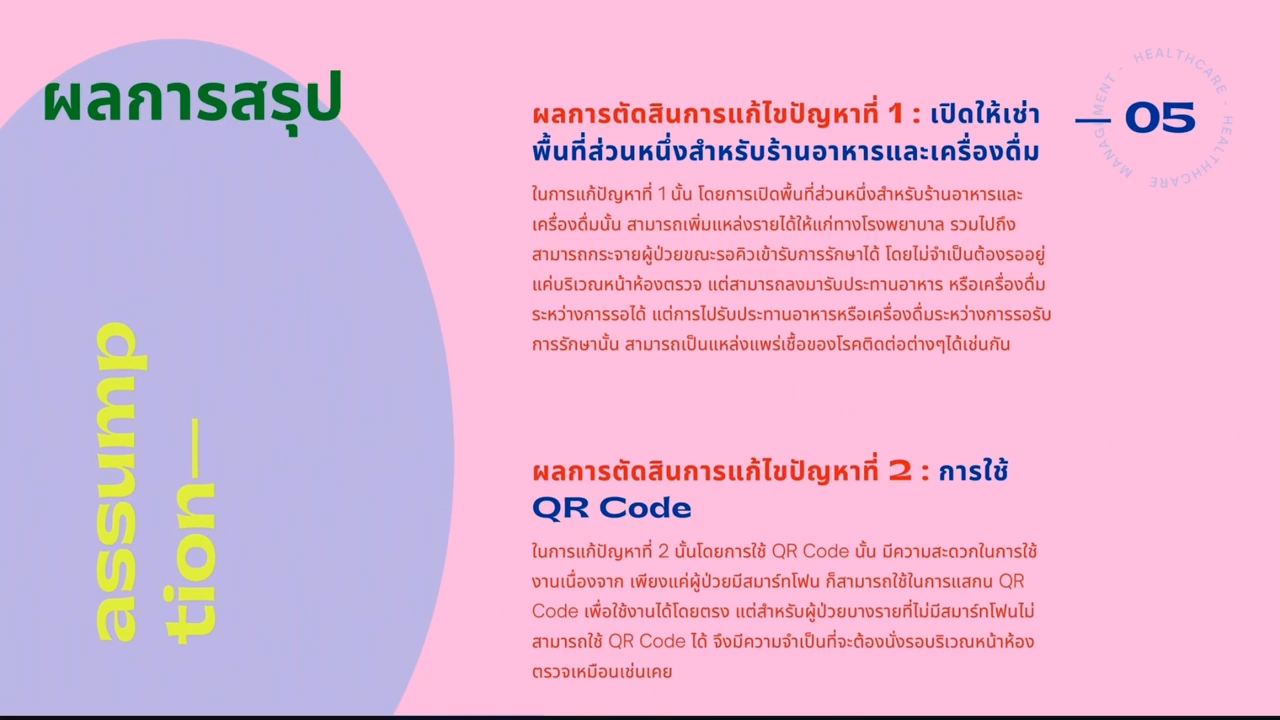 ผลการสรุป
assump
tion—
ผลการตัดสินการแก้ไขปัญหาที่ 1 : เปิดให้เช่า
พื้นที่ส่วนหนึ่งสำหรับร้านอาหารและเครื่องดื่ม
ในการแก้ปัญหาที่ 1 นั้น โดยการเปิดพื้นที่ส่วนหนึ่งสำหรับร้านอาหารและ
เครื่องดื่มนั้น สามารถเพิ่มแหล่งรายได้ให้แก่ทางโรงพยาบาล รวมไปถึง
สามารถกระจายผู้ป่วยขณะรอคิวเข้ารับการรักษาได้ โดยไม่จำเป็นต้องรออยู่
แค่บริเวณหน้าห้องตรวจ แต่สามารถลงมารับประทานอาหาร หรือเครื่องดื่ม
ระหว่างการรอได้ แต่การไปรับประทานอาหารหรือเครื่องดื่มระหว่างการรอรับ
การรักษานั้น สามารถเป็นแหล่งแพร่เชื้อของโรคติดต่อต่างๆได้เช่นกัน
ผลการตัดสินการแก้ไขปัญหาที่ 2 : การใช้
QR Code
ในการแก้ปัญหาที่ 2 นั้นโดยการใช้ QR Code นั้น มีความสะดวกในการใช้
งานเนื่องจาก เพียงแค่ผู้ป่วยมีสมาร์ทโฟน ก็สามารถใช้ในการแสกน QR
Code เพื่อใช้งานได้โดยตรง แต่สำหรับผู้ป่วยบางรายที่ไม่มีสมาร์ทโฟนไม่
สามารถใช้ QR Code ได้ จึงมีความจำเป็นที่จะต้องนั่งรอบริเวณหน้าห้อง
ตรวจเหมือนเช่นเคย
— 05
MANAGEMENT · HEALTHCARE · HEALTHHCARE